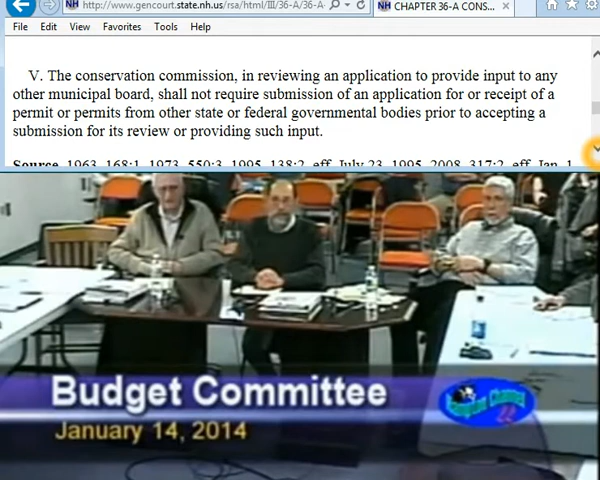 http://www.gencourt.state.nh.us/rsa/html/III/36-A/36-A-
NH CHAPTER 36-A CONS...
File Edit View Favorites Tools Help
V. The conservation commission, in reviewing an application to provide input to any
other municipal board, shall not require submission of an application for or receipt of a
permit or permits from other state or federal governmental bodies prior to accepting a
submission for its review or providing such input.
Source. 1963, 168:1. 1973, 550:3. 1995, 138:2, eff. July 23, 1995. 2008, 317:2, eff. Jan. 1,
Budget Committee
Channel
22
January 14, 2014